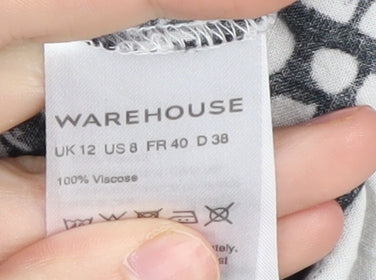 WAREHOUSE
UK 12 US 8 FR 40 D 38
100% Viscose